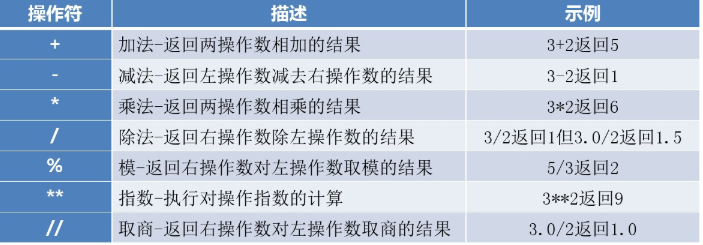 操作符 描述 示例
+ 加法-返回两操作数相加的结果 3+2返回5
- 减法-返回左操作数减去右操作数的结果 3-2返回1
* 乘法-返回两操作数相乘的结果 3*2返回6
/ 除法-返回右操作数除左操作数的结果 3/2返回1但3.0/2返回1.5
% 模-返回右操作数对左操作数取模的结果 5/3返回2
** 指数-执行对操作指数的计算 3**2返回9
// 取商-返回右操作数对左操作数取商的结果 3.0/2返回1.0